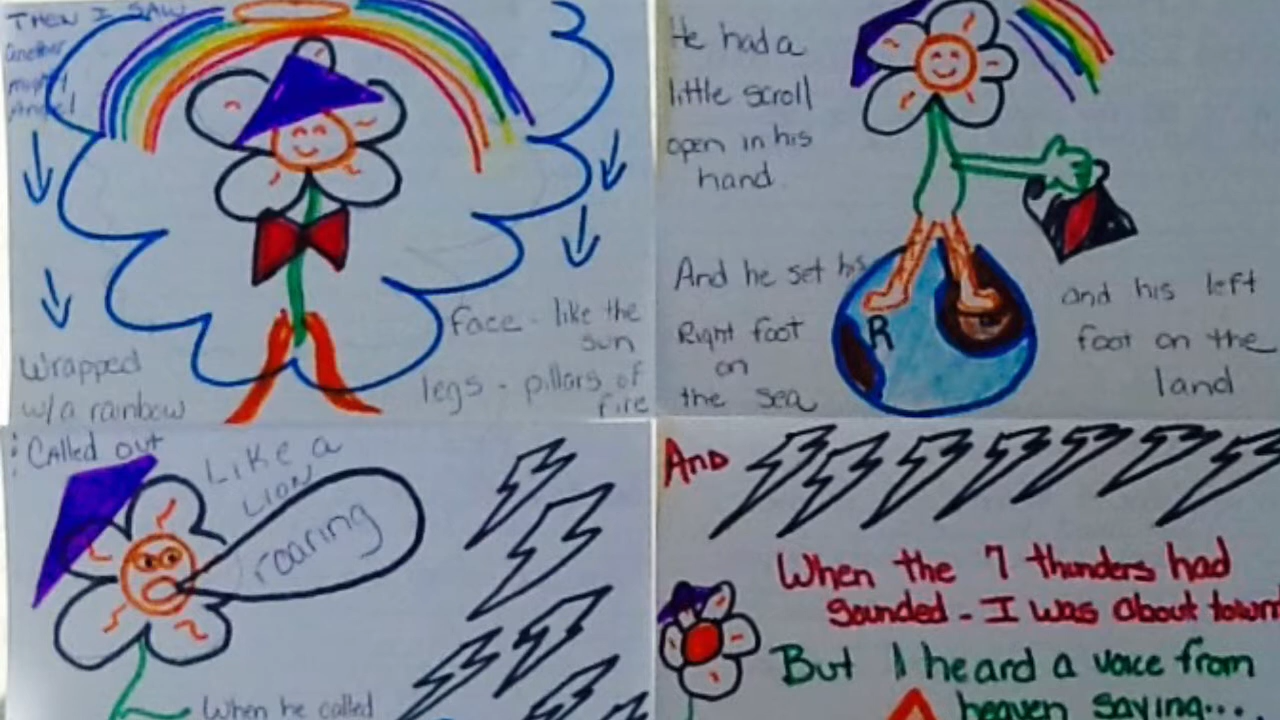 THEN I SAW
another
mighty
Angel
face - like the
sun
legs - pillars of
fire
Wrapped
w/a rainbow
He had a
little scroll
open in his
hand.
And he set his
Right foot
on
the sea
R
and his left
foot on the
land
Called out
Like a
LION
roaring
When he called
And
When the 7 thunders had
sounded - I was about
But I heard a voice from
heaven saying...